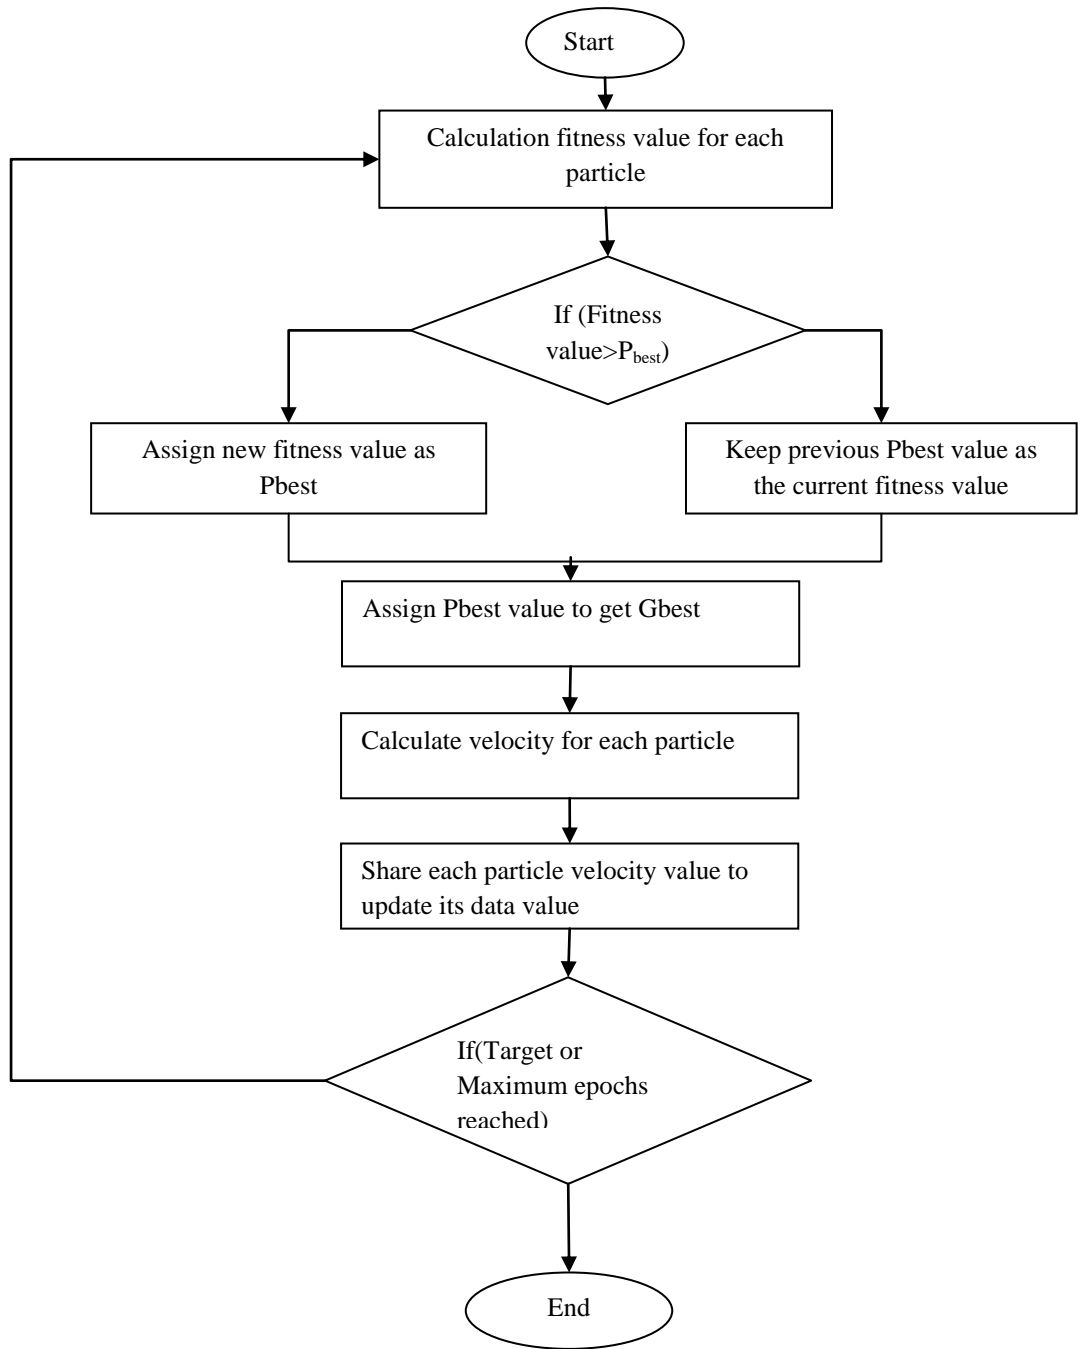 Start
Calculation fitness value for each
particle
If (Fitness
value>Pbest)
Assign new fitness value as
Pbest
Keep previous Pbest value as
the current fitness value
Assign Pbest value to get Gbest
Calculate velocity for each particle
Share each particle velocity value to
update its data value
If(Target or
Maximum epochs
reached)
End